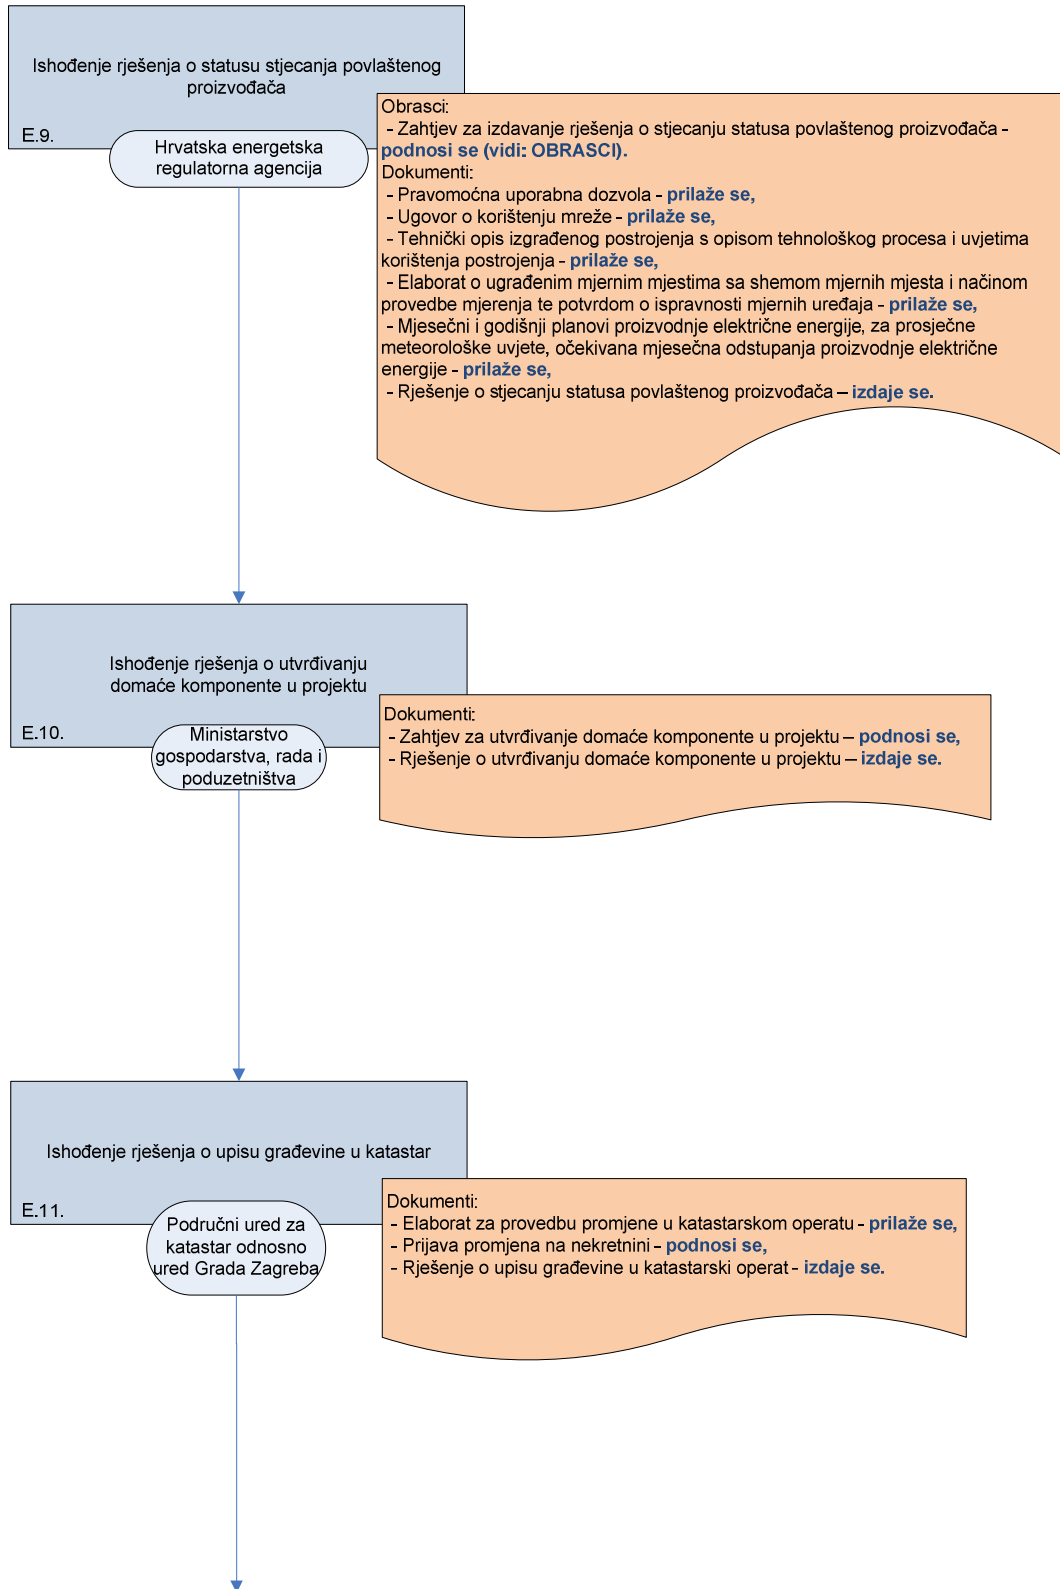 Ishođenje rješenja o statusu stjecanja povlaštenog
proizvođača
E.9.
Hrvatska energetska
regulatorna agencija
Obrasci:
- Zahtjev za izdavanje rješenja o stjecanju statusa povlaštenog proizvođača -
podnosi se (vidi: OBRASCI).
Dokumenti:
- Pravomoćna uporabna dozvola - prilaže se,
- Ugovor o korištenju mreže - prilaže se,
- Tehnički opis izgrađenog postrojenja s opisom tehnološkog procesa i uvjetima
korištenja postrojenja - prilaže se,
- Elaborat o ugrađenim mjernim mjestima sa shemom mjernih mjesta i načinom
provedbe mjerenja te potvrdom o ispravnosti mjernih uređaja - prilaže se,
- Mjesečni i godišnji planovi proizvodnje električne energije, za prosječne
meteorološke uvjete, očekivana mjesečna odstupanja proizvodnje električne
energije - prilaže se,
- Rješenje o stjecanju statusa povlaštenog proizvođača – izdaje se.
Ishođenje rješenja o utvrđivanju
domaće komponente u projektu
E.10.
Ministarstvo
gospodarstva, rada i
poduzetništva
Dokumenti:
- Zahtjev za utvrđivanje domaće komponente u projektu – podnosi se,
- Rješenje o utvrđivanju domaće komponente u projektu – izdaje se.
Ishođenje rješenja o upisu građevine u katastar
E.11.
Područni ured za
katastar odnosno
ured Grada Zagreba
Dokumenti:
- Elaborat za provedbu promjene u katastarskom operatu - prilaže se,
- Prijava promjena na nekretnini - podnosi se,
- Rješenje o upisu građevine u katastarski operat - izdaje se.